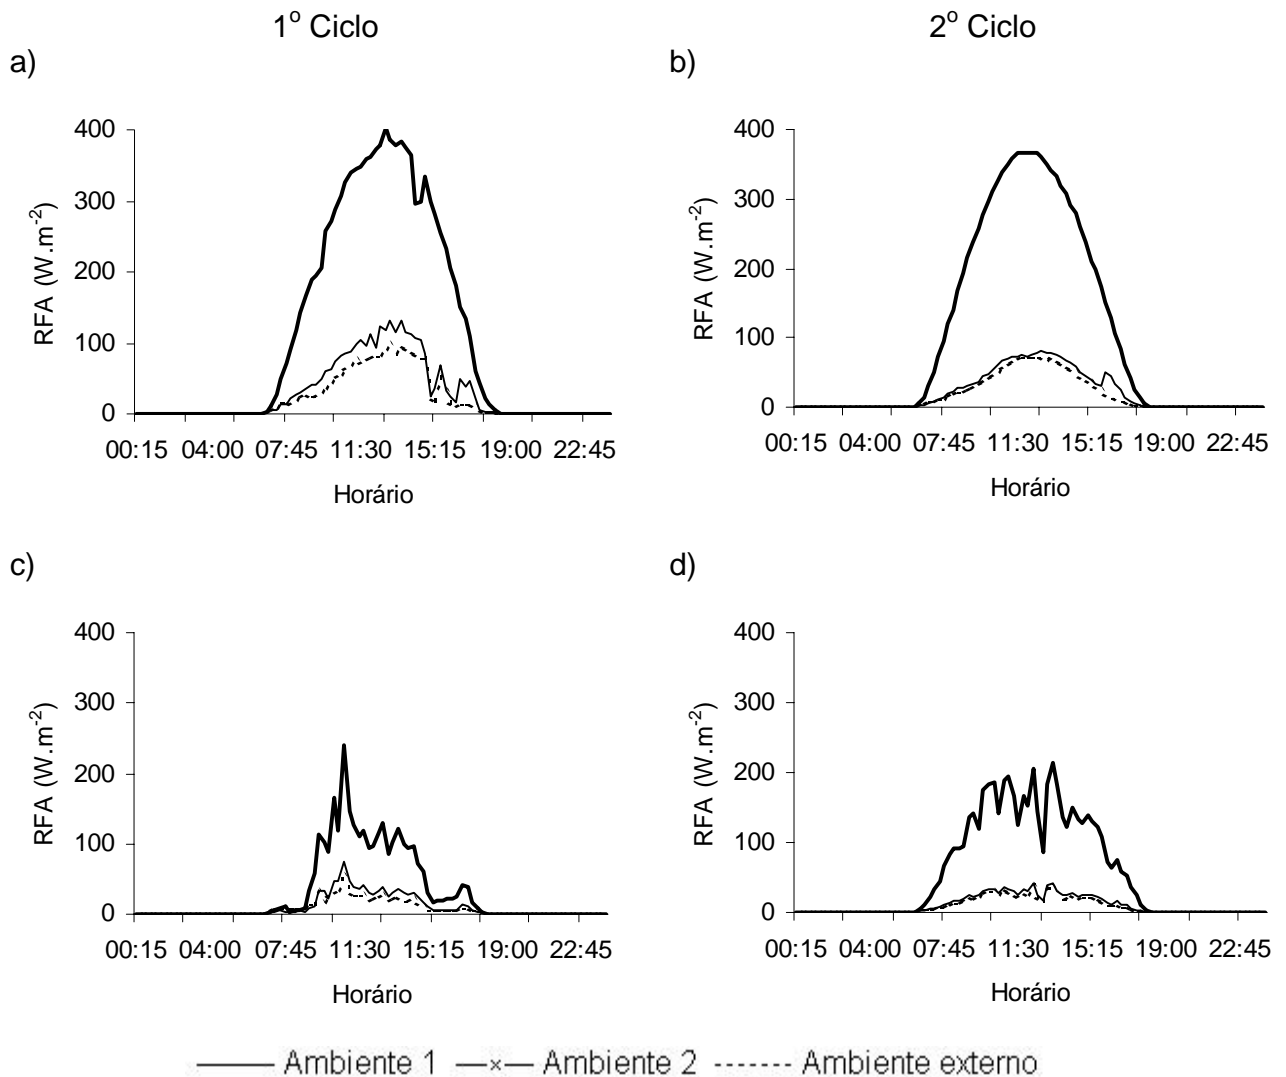 1º Ciclo 2º Ciclo
a) b)
400 400
300 300
200 200
100 100
0 0
RFA (W.m-2) RFA (W.m-2)
00:15 04:00 07:45 11:30 15:15 19:00 22:45 00:15 04:00 07:45 11:30 15:15 19:00 22:45
Horário Horário
c) d)
400 400
300 300
200 200
100 100
0 0
RFA (W.m-2) RFA (W.m-2)
00:15 04:00 07:45 11:30 15:15 19:00 22:45 00:15 04:00 07:45 11:30 15:15 19:00 22:45
Horário Horário
Ambiente 1 Ambiente 2 Ambiente externo